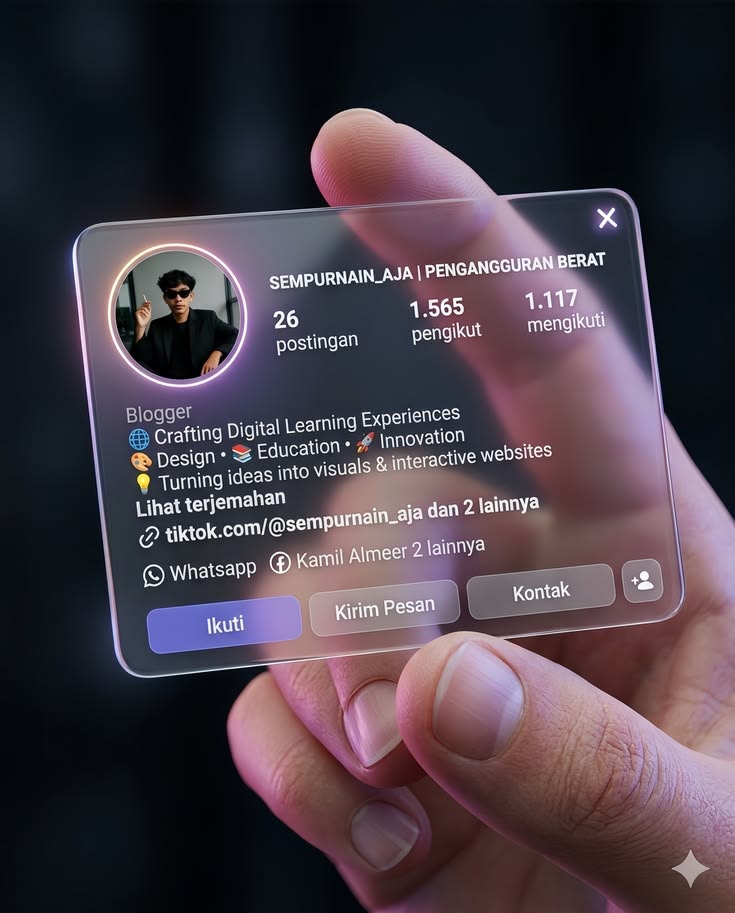 SEMPURNAIN_AJA | PENGANGGURAN BERAT
26 1.565 1.117
postingan pengikut mengikuti
Blogger
🌐 Crafting Digital Learning Experiences
🎨 Design • 📚 Education • 🚀 Innovation
💡 Turning ideas into visuals & interactive websites
Lihat terjemahan
tiktok.com/@sempurnain_aja dan 2 lainnya
Whatsapp Kamil Almeer 2 lainnya
Ikuti Kirim Pesan Kontak